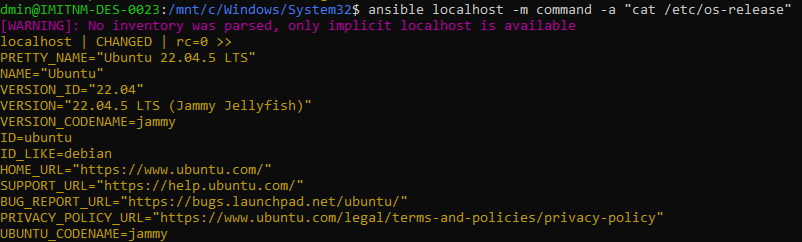 dmin@IMITNM-DES-0023:/mnt/c/Windows/System32$ ansible localhost -m command -a "cat /etc/os-release"
[WARNING]: No inventory was parsed, only implicit localhost is available
localhost | CHANGED | rc=0 >>
PRETTY_NAME="Ubuntu 22.04.5 LTS"
NAME="Ubuntu"
VERSION_ID="22.04"
VERSION="22.04.5 LTS (Jammy Jellyfish)"
VERSION_CODENAME=jammy
ID=ubuntu
ID_LIKE=debian
HOME_URL="https://www.ubuntu.com/"
SUPPORT_URL="https://help.ubuntu.com/"
BUG_REPORT_URL="https://bugs.launchpad.net/ubuntu/"
PRIVACY_POLICY_URL="https://www.ubuntu.com/legal/terms-and-policies/privacy-policy"
UBUNTU_CODENAME=jammy